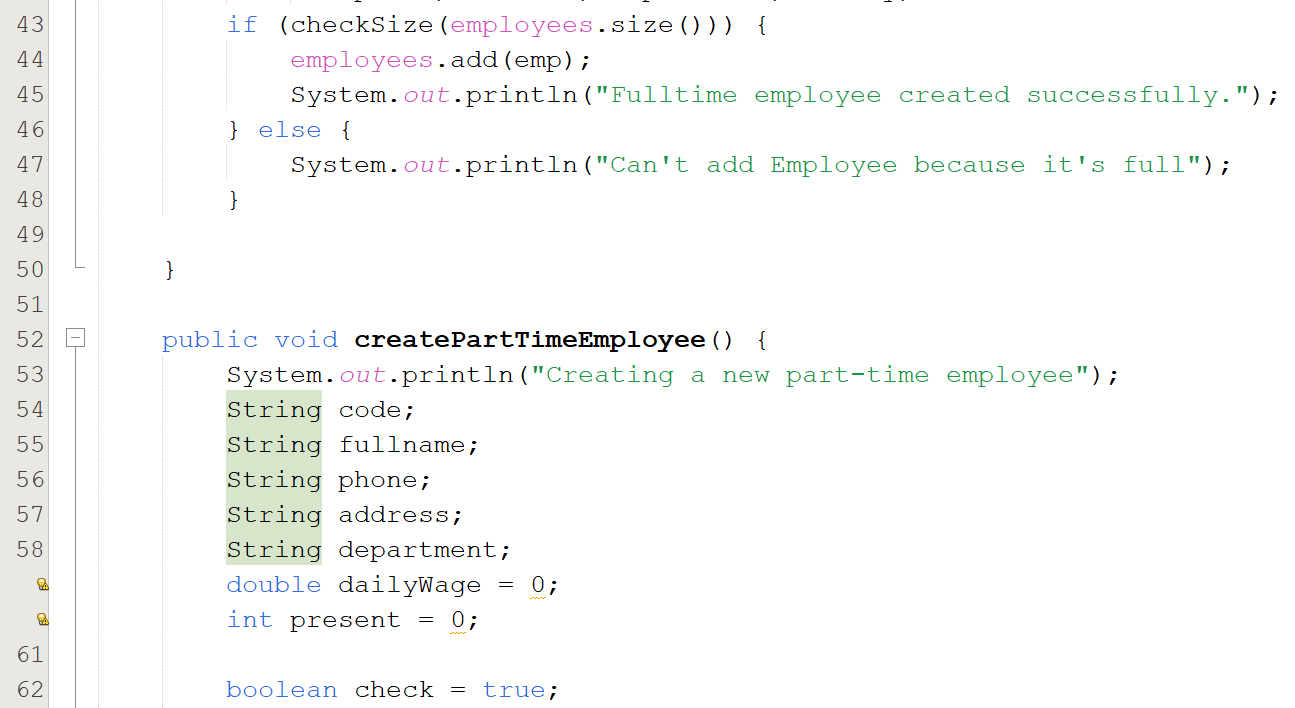 43 if (checkSize(employees.size())) {
44 employees.add(emp);
45 System.out.println("Fulltime employee created successfully.");
46 } else {
47 System.out.println("Can't add Employee because it's full");
48 }
49
50 }
51
52 public void createPartTimeEmployee() {
53 System.out.println("Creating a new part-time employee");
54 String code;
55 String fullname;
56 String phone;
57 String address;
58 String department;
double dailyWage = 0;
int present = 0;
61
62 boolean check = true;